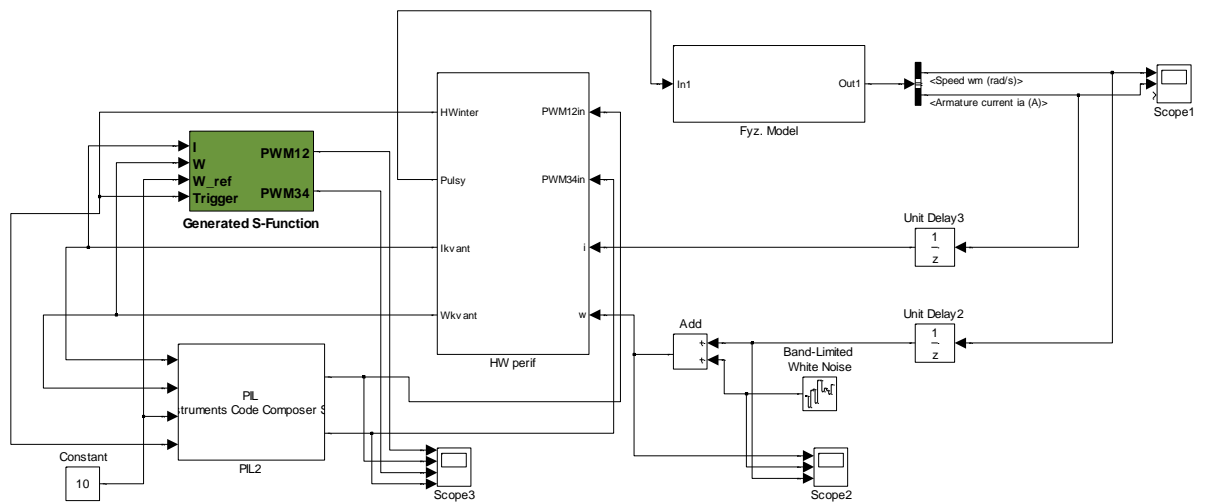 In1
Out1
Fyz. Model
<Speed wm (rad/s)>
<Armature current ia (A)>
Scope1
HWinter
Pulsy
Ikvant
Wkvant
PWM12in
PWM34in
i
w
HW perif
I
W
W_ref
Trigger
PWM12
PWM34
Generated S-Function
Unit Delay3
1
z
Unit Delay2
1
z
Add
+
+
Band-Limited
White Noise
PIL
struments Code Composer S
PIL2
Constant
10
Scope3
Scope2